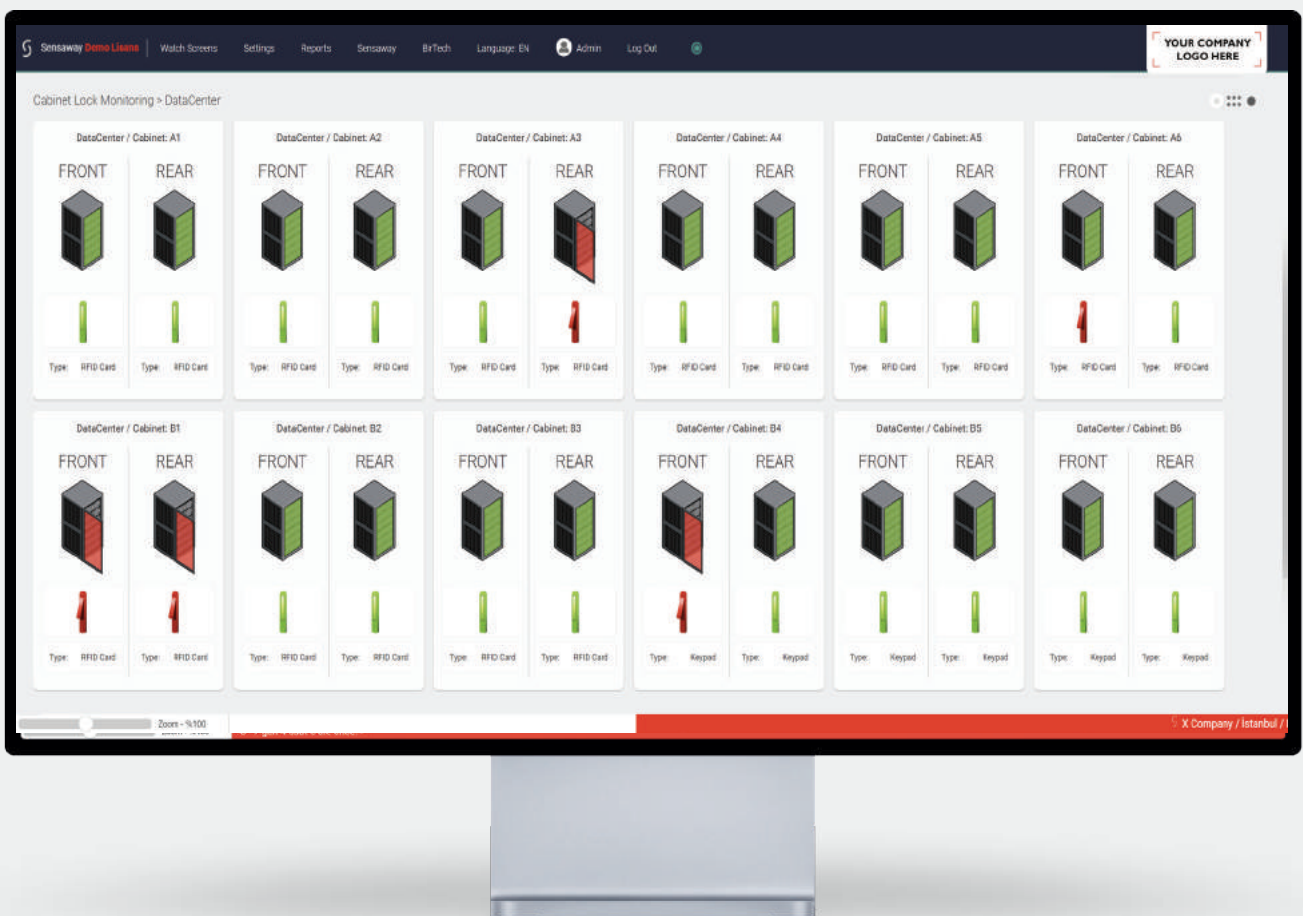 Sensaway Demo Lisans Watch Screens Settings Reports Sensaway BirTech Language: EN Admin Log Out
YOUR COMPANY
LOGO HERE
Cabinet Lock Monitoring > DataCenter
DataCenter / Cabinet: A1
FRONT REAR
Type: RFID Card Type: RFID Card
DataCenter / Cabinet: A2
FRONT REAR
Type: RFID Card Type: RFID Card
DataCenter / Cabinet: A3
FRONT REAR
Type: RFID Card Type: RFID Card
DataCenter / Cabinet: A4
FRONT REAR
Type: RFID Card Type: RFID Card
DataCenter / Cabinet: A5
FRONT REAR
Type: RFID Card Type: RFID Card
DataCenter / Cabinet: A6
FRONT REAR
Type: RFID Card Type: RFID Card
DataCenter / Cabinet: B1
FRONT REAR
Type: RFID Card Type: RFID Card
DataCenter / Cabinet: B2
FRONT REAR
Type: RFID Card Type: RFID Card
DataCenter / Cabinet: B3
FRONT REAR
Type: RFID Card Type: RFID Card
DataCenter / Cabinet: B4
FRONT REAR
Type: Keypad Type: Keypad
DataCenter / Cabinet: B5
FRONT REAR
Type: Keypad Type: Keypad
DataCenter / Cabinet: B6
FRONT REAR
Type: Keypad Type: Keypad
Zoom - %100
X Company / İstanbul /